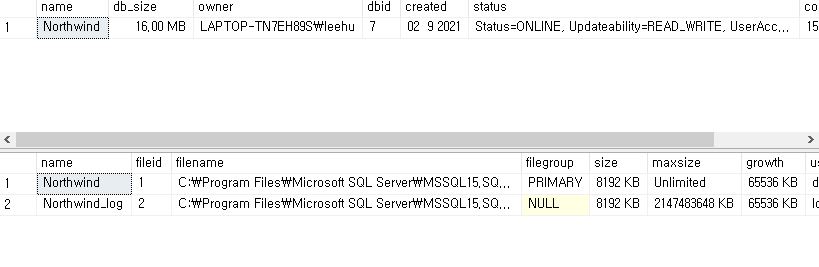 name db_size owner dbid created status co
1 Northwind 16,00 MB LAPTOP-TN7EH89S₩leehu 7 02 9 2021 Status=ONLINE, Updateability=READ_WRITE, UserAcc,,, 15
name fileid filename filegroup size maxsize growth us
1 Northwind 1 C:₩Program Files₩Microsoft SQL Server₩MSSQL15,SQ,,, PRIMARY 8192 KB Unlimited 65536 KB d
2 Northwind_log 2 C:₩Program Files₩Microsoft SQL Server₩MSSQL15,SQ,,, NULL 8192 KB 2147483648 KB 65536 KB lo